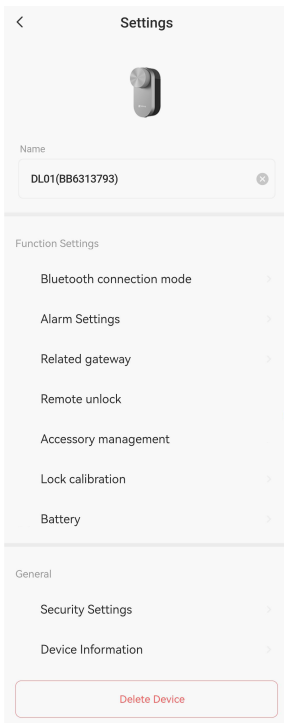 Settings
Name
DL01(BB6313793)
Function Settings
Bluetooth connection mode
Alarm Settings
Related gateway
Remote unlock
Accessory management
Lock calibration
Battery
General
Security Settings
Device Information
Delete Device